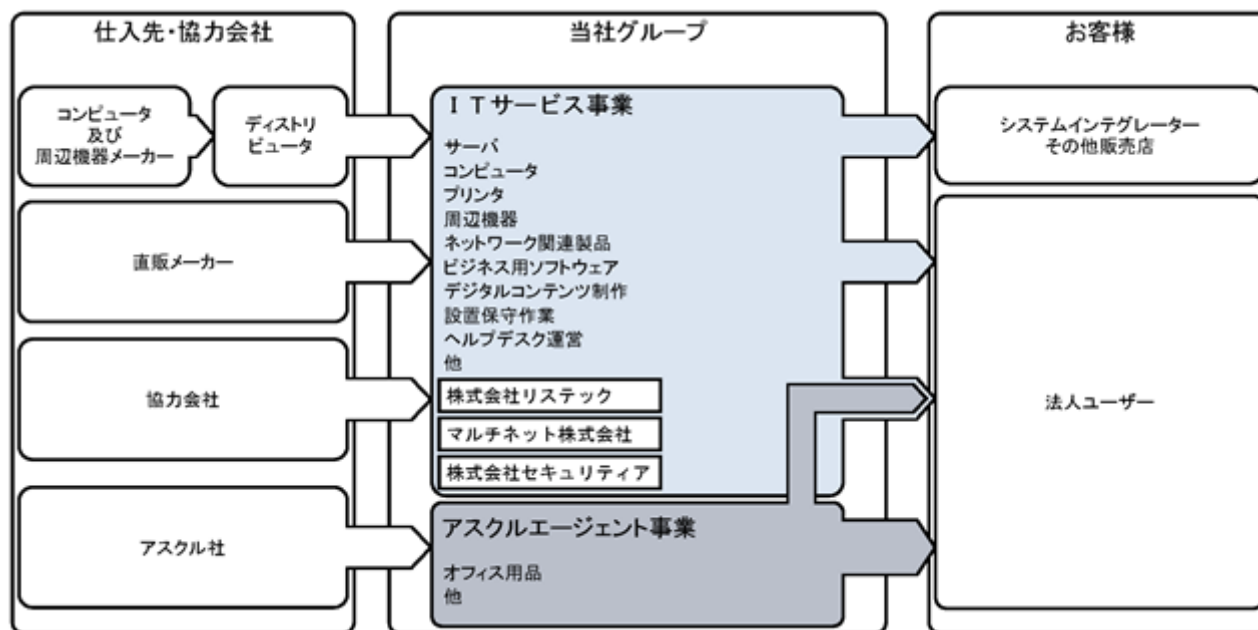 仕入先・協力会社
コンピュータ
及び
周辺機器メーカー
ディストリ
ビュータ
直販メーカー
協力会社
アスクル社
当社グループ
ＩＴサービス事業
サーバ
コンピュータ
プリンタ
周辺機器
ネットワーク関連製品
ビジネス用ソフトウェア
デジタルコンテンツ制作
設置保守作業
ヘルプデスク運営
他
株式会社リステック
マルチネット株式会社
株式会社セキュリティア
アスクルエージェント事業
オフィス用品
他
お客様
システムインテグレーター
その他販売店
法人ユーザー